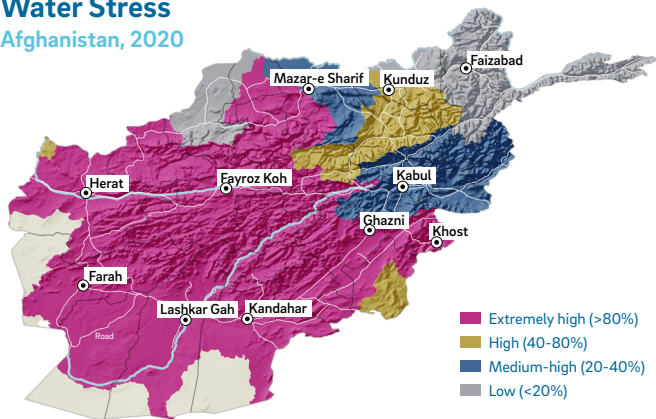 Water Stress
Afghanistan, 2020
Faizabad
Mazar-e Sharif
Kunduz
Herat
Fayroz Koh
Kabul
Ghazni
Khost
Farah
Lashkar Gah
Kandahar
Road
Extremely high (>80%)
High (40-80%)
Medium-high (20-40%)
Low (<20%)